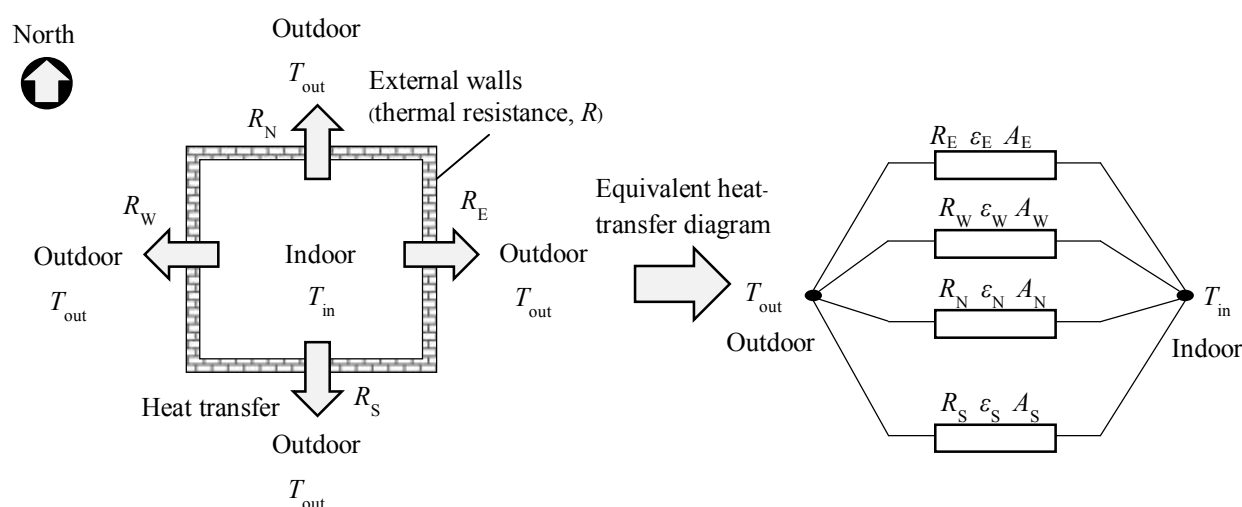 North
Outdoor
T_out
External walls
(thermal resistance, R)
R_N
R_W
R_E
Outdoor
T_out
Indoor
T_in
Outdoor
T_out
Heat transfer
R_S
Outdoor
T_out
Equivalent heat-
transfer diagram
R_E ε_E A_E
R_W ε_W A_W
R_N ε_N A_N
R_S ε_S A_S
T_out
Outdoor
T_in
Indoor